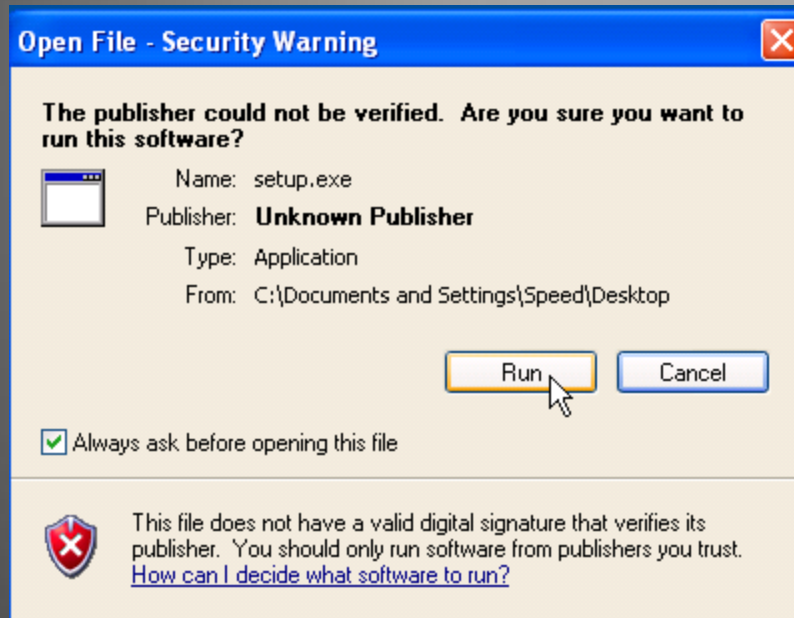 Open File - Security Warning
The publisher could not be verified. Are you sure you want to
run this software?
Name: setup.exe
Publisher: Unknown Publisher
Type: Application
From: C:\Documents and Settings\Speed\Desktop
Run Cancel
Always ask before opening this file
This file does not have a valid digital signature that verifies its
publisher. You should only run software from publishers you trust.
How can I decide what software to run?